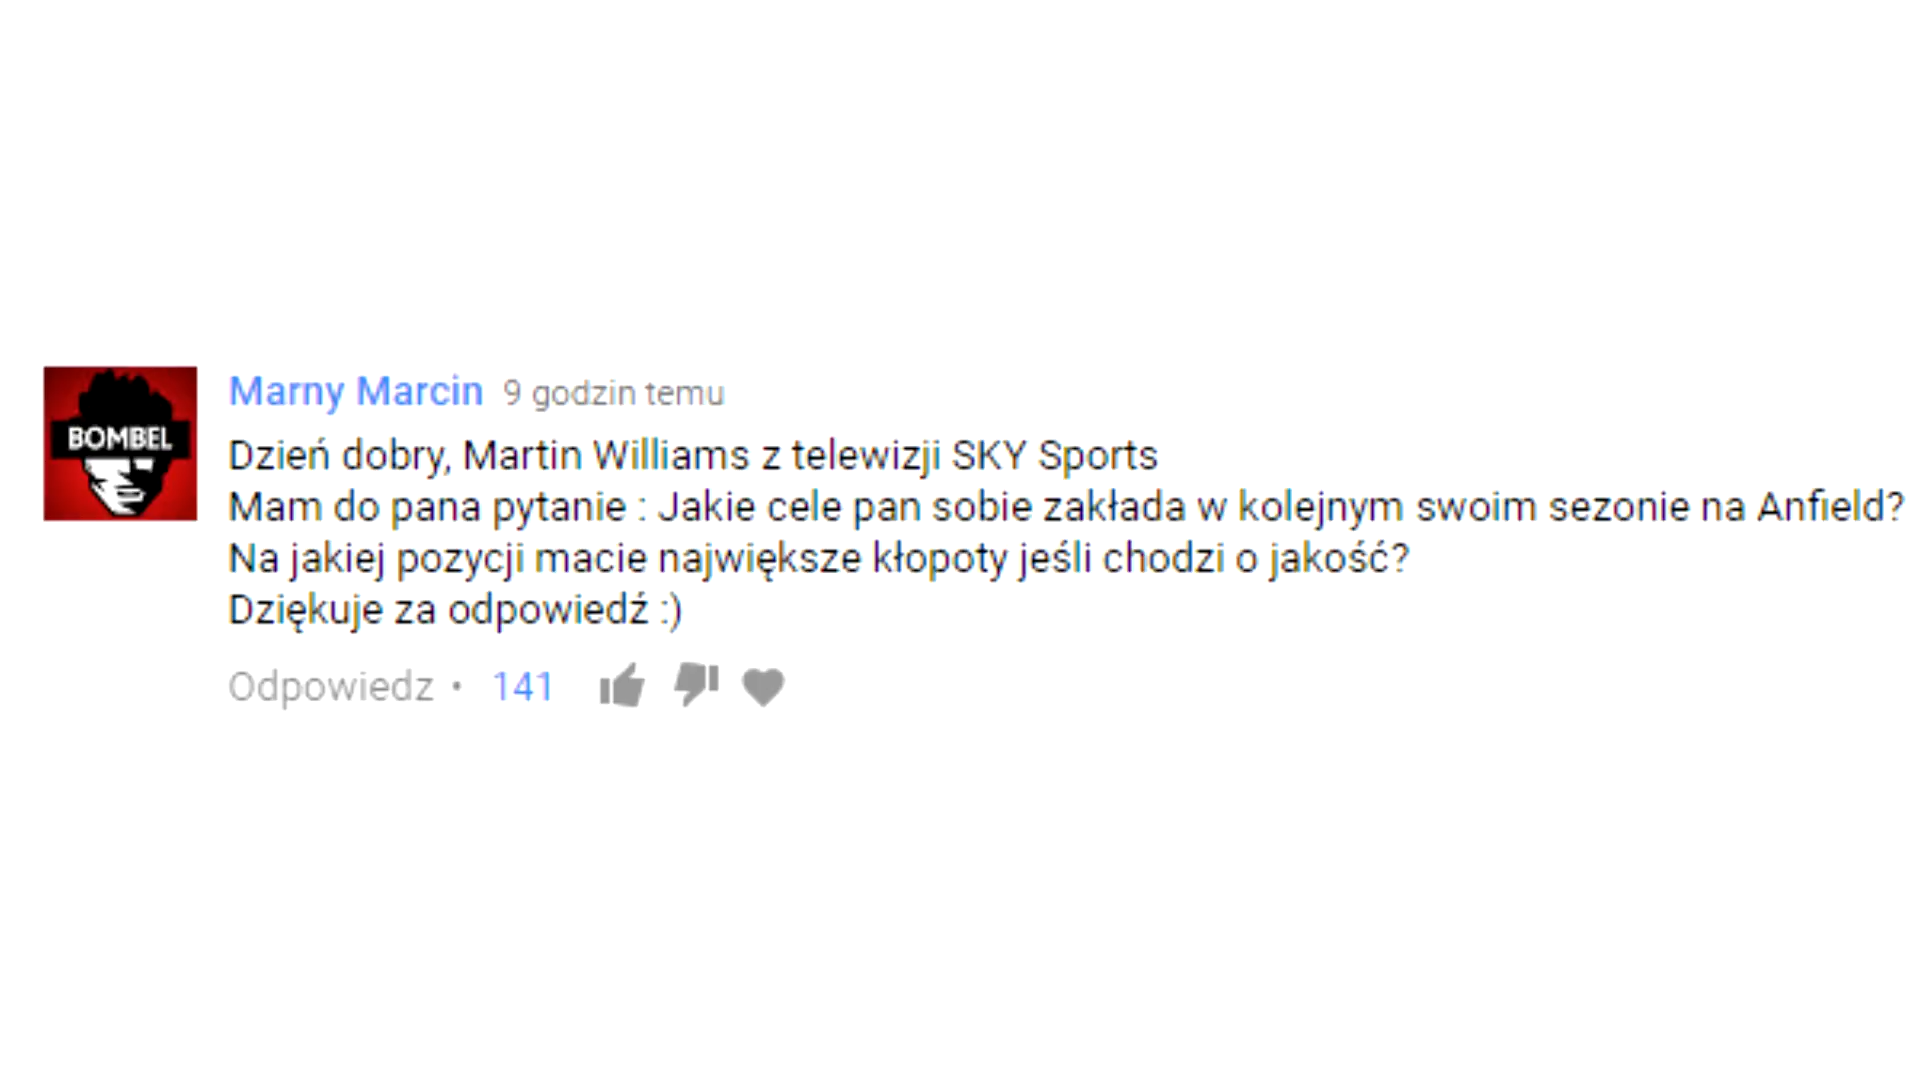 BOMBEL
Marny Marcin 9 godzin temu
Dzień dobry, Martin Williams z telewizji SKY Sports
Mam do pana pytanie : Jakie cele pan sobie zakłada w kolejnym swoim sezonie na Anfield?
Na jakiej pozycji macie największe kłopoty jeśli chodzi o jakość?
Dziękuje za odpowiedź :)
Odpowiedz • 141